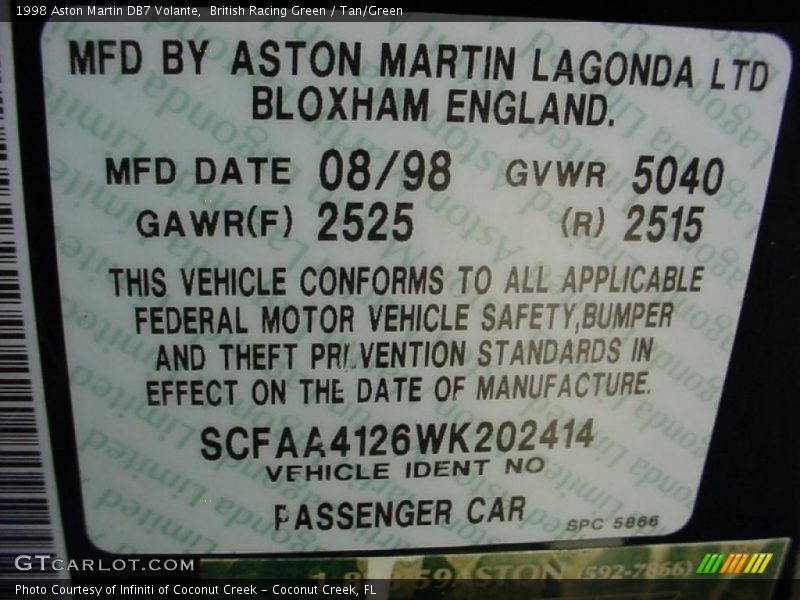 1998 Aston Martin DB7 Volante,  British Racing Green / Tan/Green
MFD BY ASTON MARTIN LAGONDA LTD
BLOXHAM ENGLAND.
MFD DATE 08/98 GVWR 5040
GAWR(F) 2525 (R) 2515
THIS VEHICLE CONFORMS TO ALL APPLICABLE
FEDERAL MOTOR VEHICLE SAFETY,BUMPER
AND THEFT PREVENTION STANDARDS IN
EFFECT ON THE DATE OF MANUFACTURE.
SCFAA4126WK202414
VEHICLE IDENT NO
PASSENGER CAR
SPC 5866
59ASTON (592-7866)
GTCARLOT.COM
Photo Courtesy of Infiniti of Coconut Creek – Coconut Creek, FL